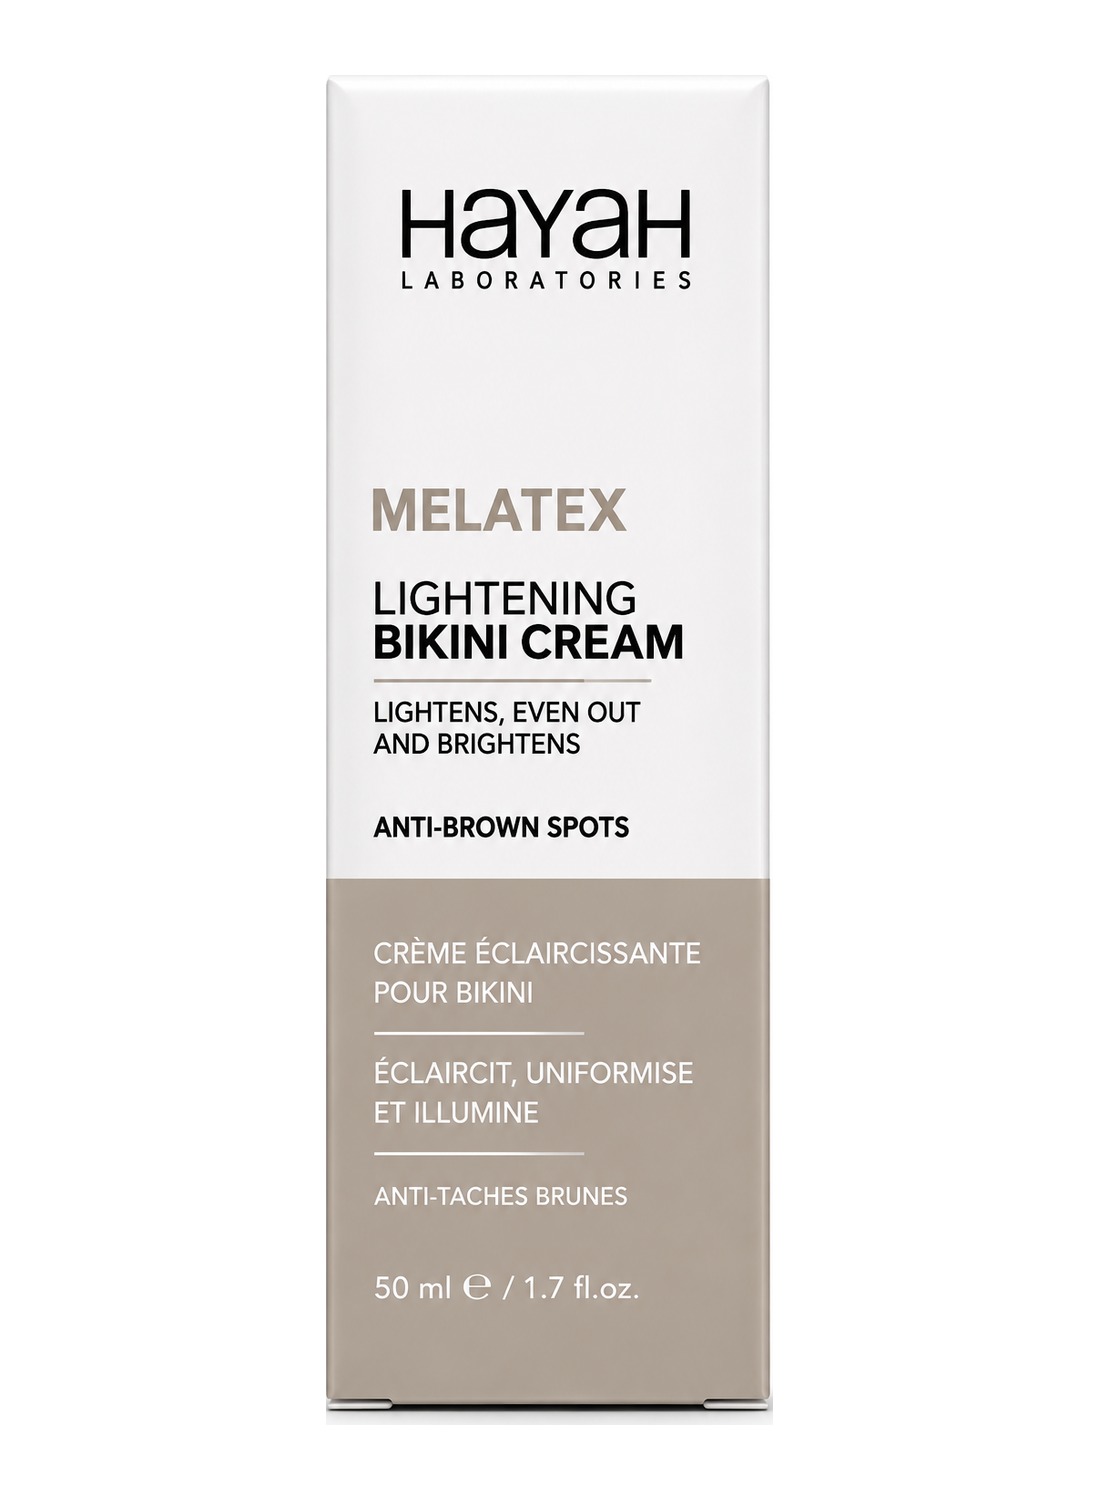 HaYaH
LABORATORIES
MELATEX
LIGHTENING
BIKINI CREAM
LIGHTENS, EVEN OUT
AND BRIGHTENS
ANTI-BROWN SPOTS
CRÈME ÉCLAIRCISSANTE
POUR BIKINI
ÉCLAIRCIT, UNIFORMISE
ET ILLUMINE
ANTI-TACHES BRUNES
50 ml ℮ / 1.7 fl.oz.